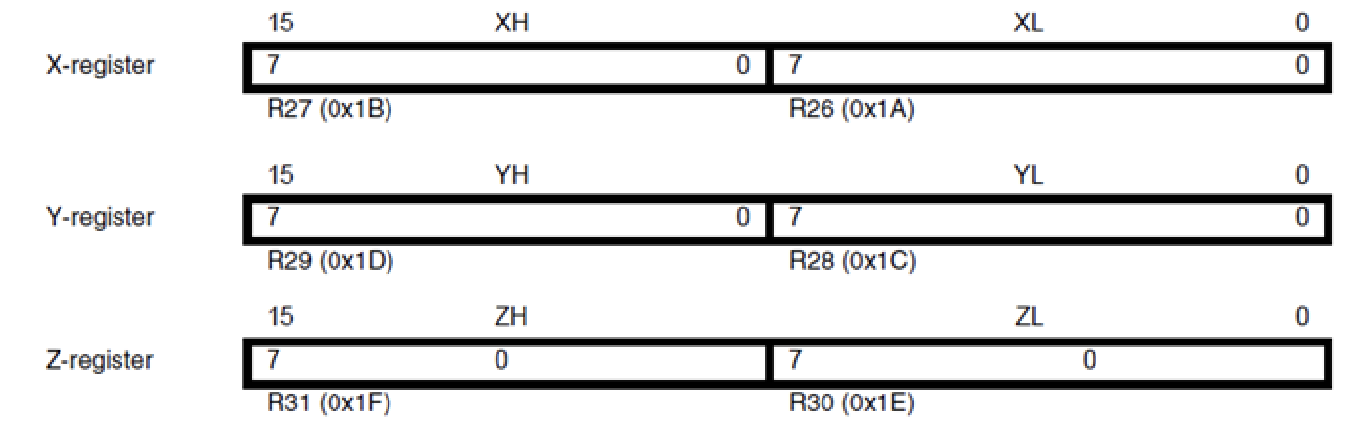 15 XH XL 0
X-register 7 0 7 0
R27 (0x1B) R26 (0x1A)
15 YH YL 0
Y-register 7 0 7 0
R29 (0x1D) R28 (0x1C)
15 ZH ZL 0
Z-register 7 0 7 0
R31 (0x1F) R30 (0x1E)